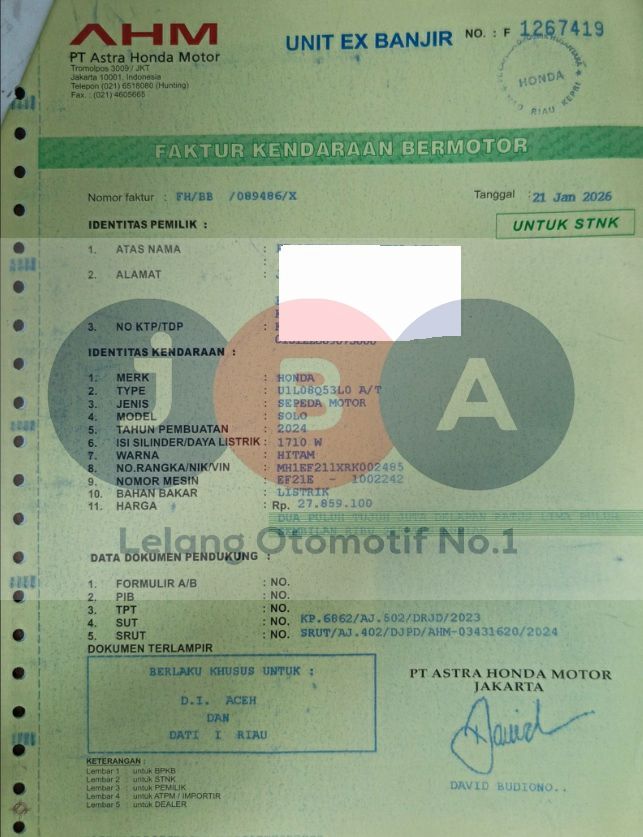 AHM
PT Astra Honda Motor
Tromolpos 3009 / JKT
Jakarta 10001, Indonesia
Telepon (021) 6518080 (Hunting)
Fax. : (021) 4605665
UNIT EX BANJIR
NO. : F 1267419
HONDA
RIAU KEPRI
FAKTUR KENDARAAN BERMOTOR
Nomor faktur : FH/BB /089486/X
Tanggal : 21 Jan 2026
UNTUK STNK
IDENTITAS PEMILIK :
1. ATAS NAMA :
2. ALAMAT :
3. NO KTP/TDP :
IDENTITAS KENDARAAN :
1. MERK : HONDA
2. TYPE : U1L08Q53L0 A/T
3. JENIS : SEPEDA MOTOR
4. MODEL : SOLO
5. TAHUN PEMBUATAN : 2024
6. ISI SILINDER/DAYA LISTRIK : 1710 W
7. WARNA : HITAM
8. NO.RANGKA/NIK/VIN : MH1EF211XRK002485
9. NOMOR MESIN : EF21E - 1002242
10. BAHAN BAKAR : LISTRIK
11. HARGA : Rp. 27.859.100
DUA PULUH TUJUH
JBA
Lelang Otomotif No.1
DATA DOKUMEN PENDUKUNG :
1. FORMULIR A/B : NO.
2. PIB : NO.
3. TPT : NO.
4. SUT : NO. KP.6862/AJ.502/DRJD/2023
5. SRUT : NO. SRUT/AJ.402/DJPD/AHM-03431620/2024
DOKUMEN TERLAMPIR
BERLAKU KHUSUS UNTUK :
D.I. ACEH
DAN
DATI I RIAU
PT ASTRA HONDA MOTOR
JAKARTA
DAVID BUDIONO..
KETERANGAN :
Lembar 1 : untuk BPKB
Lembar 2 : untuk STNK
Lembar 3 : untuk PEMILIK
Lembar 4 : untuk ATPM / IMPORTIR
Lembar 5 : untuk DEALER